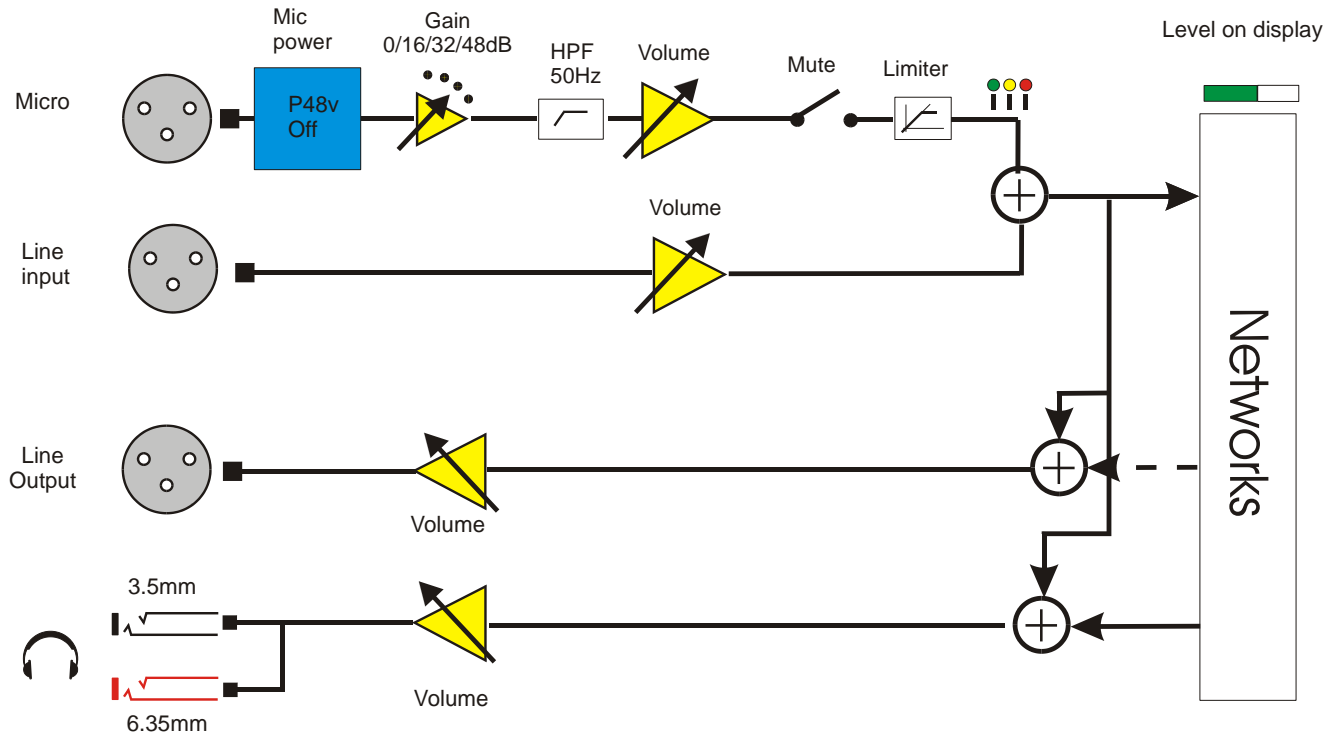 Mic
power
Gain
0/16/32/48dB
HPF
50Hz
Volume
Mute
Limiter
Level on display
Micro
P48v
Off
Line
input
Volume
Networks
Line
Output
Volume
3.5mm
6.35mm
Volume